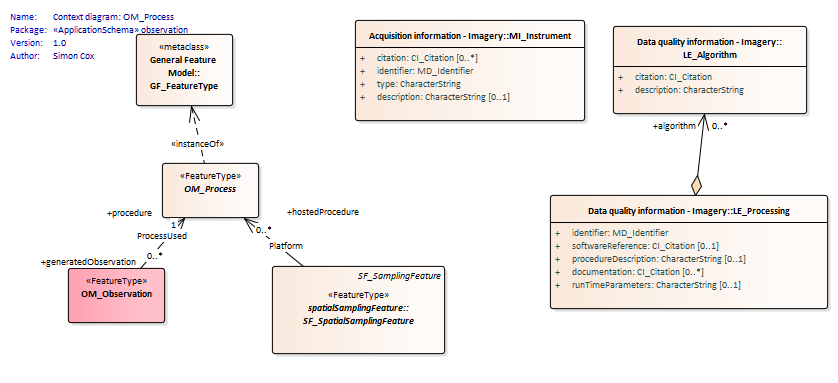 Name: Context diagram: OM_Process
Package: «ApplicationSchema» observation
Version: 1.0
Author: Simon Cox
«metaclass»
General Feature
Model::
GF_FeatureType
«instanceOf»
«FeatureType»
OM_Process
+procedure
1
ProcessUsed
0..*
+generatedObservation
«FeatureType»
OM_Observation
+hostedProcedure
0..*
Platform
SF_SamplingFeature
«FeatureType»
spatialSamplingFeature::
SF_SpatialSamplingFeature
Acquisition information - Imagery::MI_Instrument
+ citation: CI_Citation [0..*]
+ identifier: MD_Identifier
+ type: CharacterString
+ description: CharacterString [0..1]
Data quality information - Imagery::
LE_Algorithm
+ citation: CI_Citation
+ description: CharacterString
+algorithm 0..*
Data quality information - Imagery::LE_Processing
+ identifier: MD_Identifier
+ softwareReference: CI_Citation [0..1]
+ procedureDescription: CharacterString [0..1]
+ documentation: CI_Citation [0..*]
+ runTimeParameters: CharacterString [0..1]